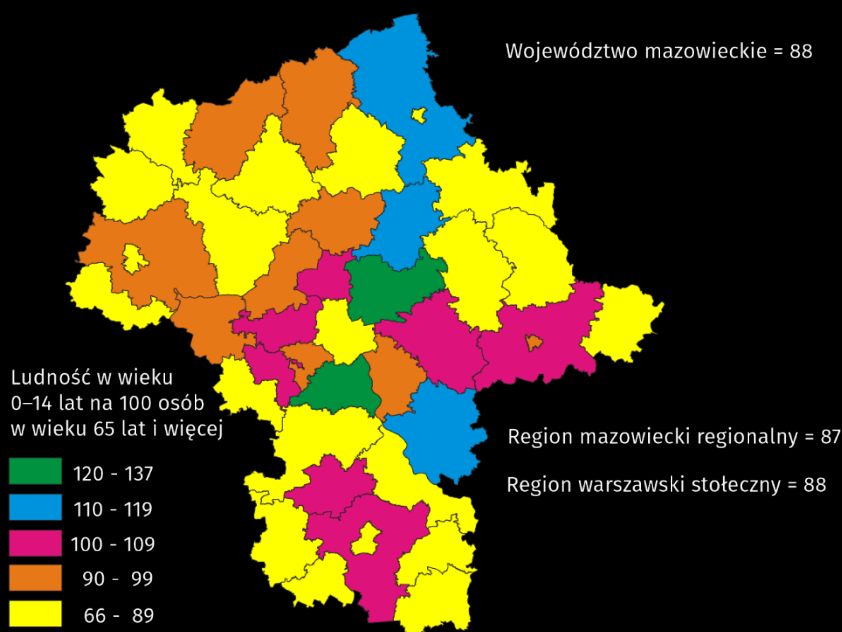 Województwo mazowieckie = 88
Ludność w wieku
0–14 lat na 100 osób
w wieku 65 lat i więcej
120 - 137
110 - 119
100 - 109
90 - 99
66 - 89
Region mazowiecki regionalny = 87
Region warszawski stołeczny = 88